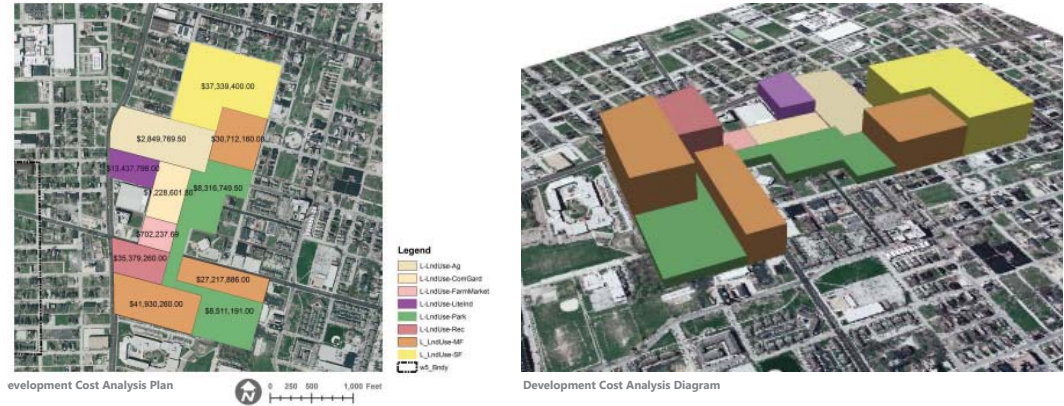 $37,339,400.00
$2,849,769.50
$30,712,160.00
$13,437,796.00
$1,228,601.80
$8,316,749.50
$702,237.69
$35,379,260.00
$27,217,886.00
$41,930,260.00
$8,511,191.00
Legend
L-LndUse-Ag
L-LndUse-ComGard
L-LndUse-FarmMarket
L-LndUse-LiteInd
L-LndUse-Park
L-LndUse-Rec
L_LndUse-MF
L_LndUse-SF
w5_Bndy
evelopment Cost Analysis Plan
N
0 250 500 1,000 Feet
Development Cost Analysis Diagram